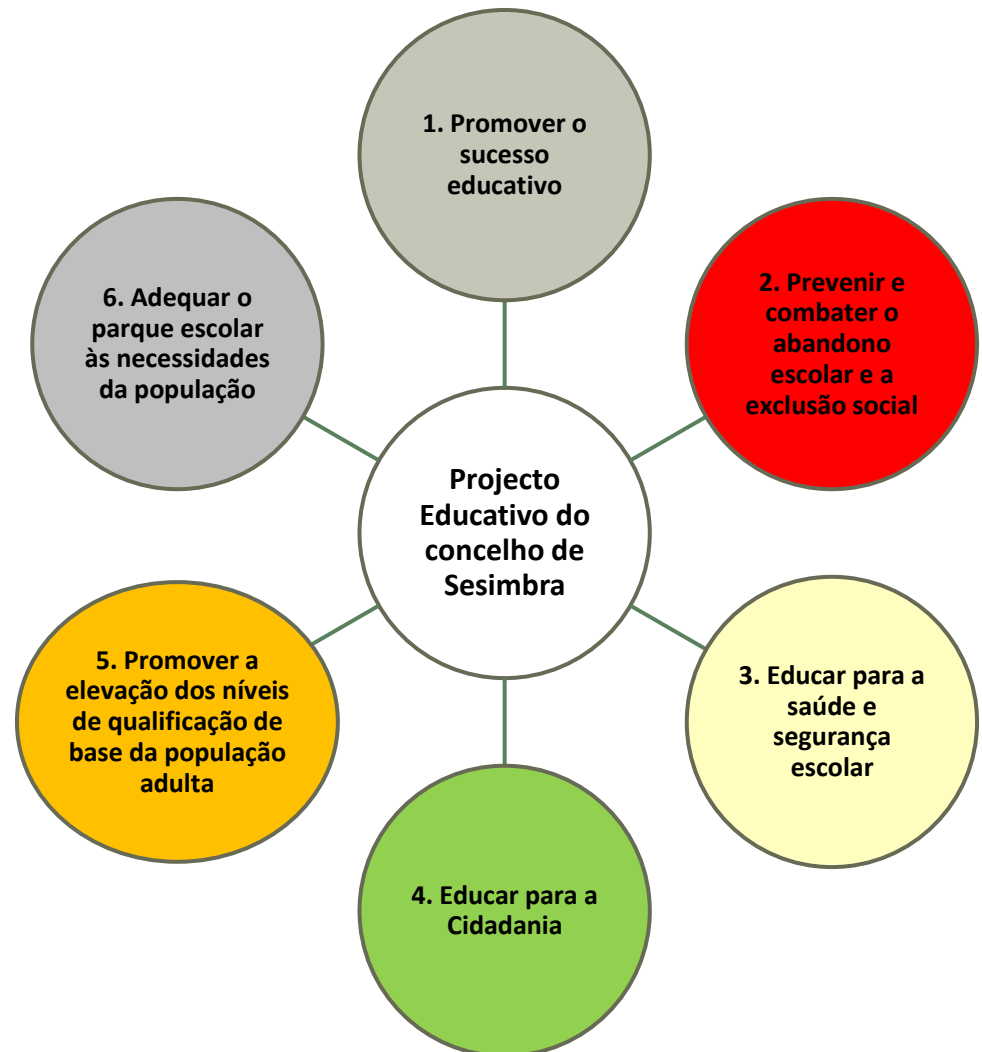 1. Promover o
sucesso
educativo
2. Prevenir e
combater o
abandono
escolar e a
exclusão social
3. Educar para a
saúde e
segurança
escolar
4. Educar para a
Cidadania
5. Promover a
elevação dos níveis
de qualificação de
base da população
adulta
6. Adequar o
parque escolar
às necessidades
da população
Projecto
Educativo do
concelho de
Sesimbra